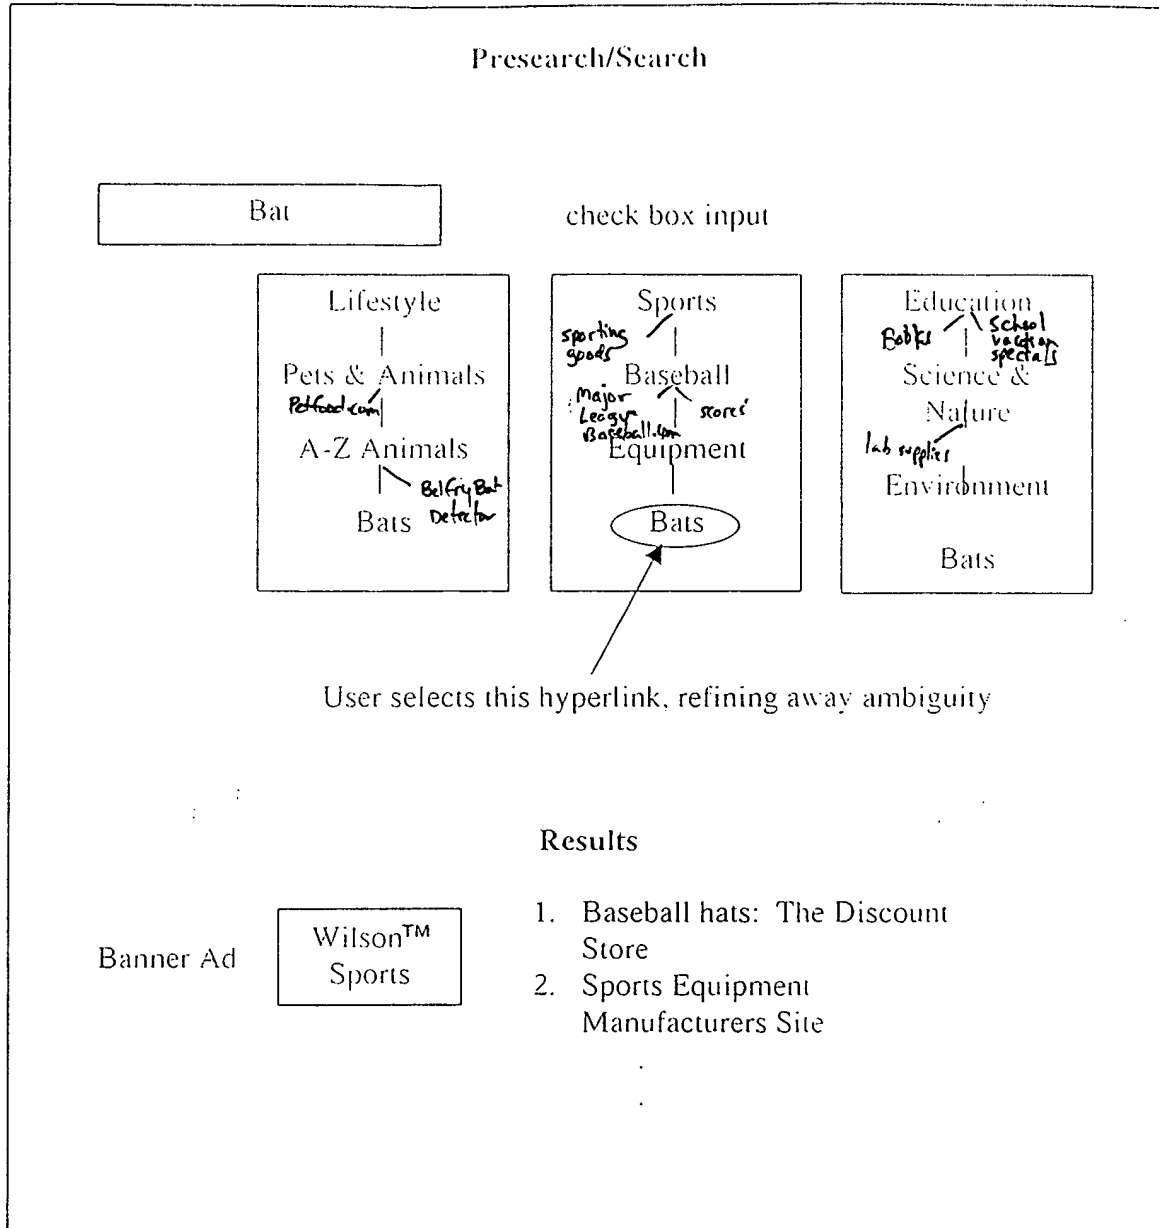 Presearch/Search
Bat
check box input
Lifestyle
Pets & Animals
Petfood.com
A-Z Animals
Belfry Bat
Detector
Bats
Sports
sporting
goods
Baseball
Major
League
Baseball.com
scores
Equipment
Bats
Education
Books
School
vacation
specials
Science &
Nature
lab supplies
Environment
Bats
User selects this hyperlink, refining away ambiguity
Results
Banner Ad
Wilson™
Sports
1. Baseball hats: The Discount
Store
2. Sports Equipment
Manufacturers Site